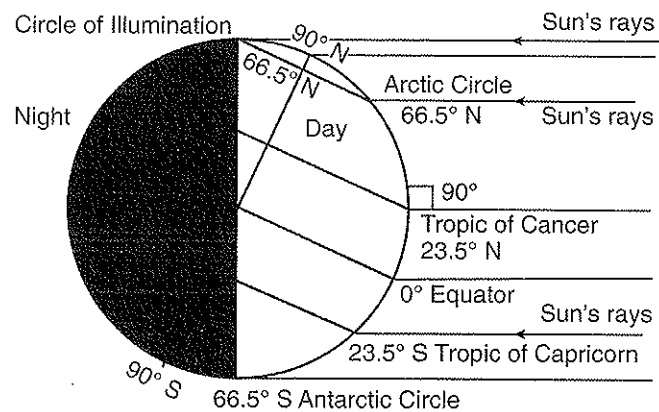 Circle of Illumination
Sun's rays
90° N
66.5° N
Arctic Circle
66.5° N
Sun's rays
Night
Day
90°
Tropic of Cancer
23.5° N
0° Equator
Sun's rays
23.5° S Tropic of Capricorn
90° S
66.5° S Antarctic Circle